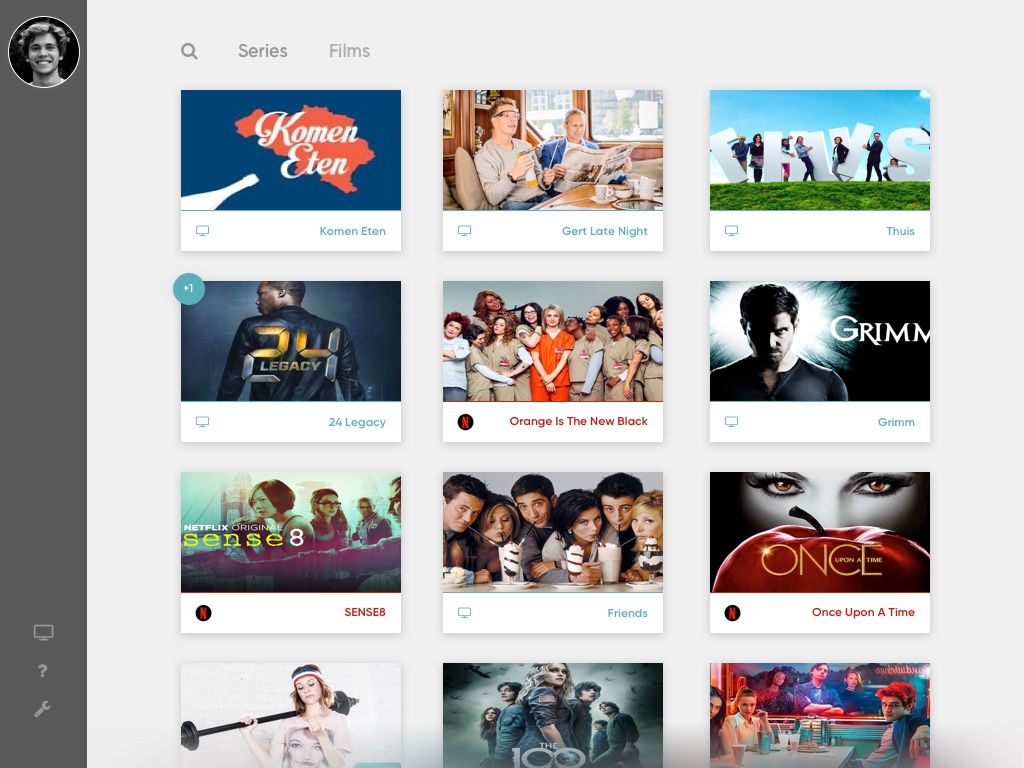 Series
Films
Komen
Eten
THUIS
Komen Eten
Gert Late Night
Thuis
+1
24
LEGACY
GRIMM
24 Legacy
N
Orange Is The New Black
Grimm
NETFLIX ORIGINAL
sense8
ONCE
UPON A TIME
N
SENSE8
Friends
N
Once Upon A Time
THE
100
?